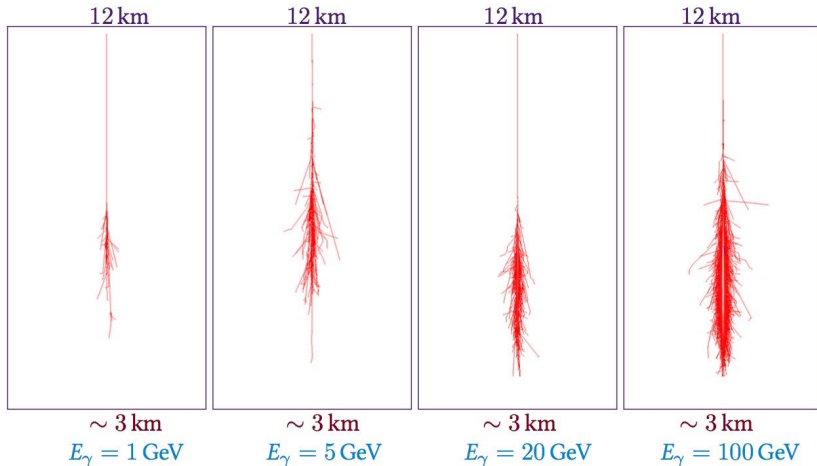 12 km 12 km 12 km 12 km
∼ 3 km ∼ 3 km ∼ 3 km ∼ 3 km
E_γ = 1 GeV E_γ = 5 GeV E_γ = 20 GeV E_γ = 100 GeV